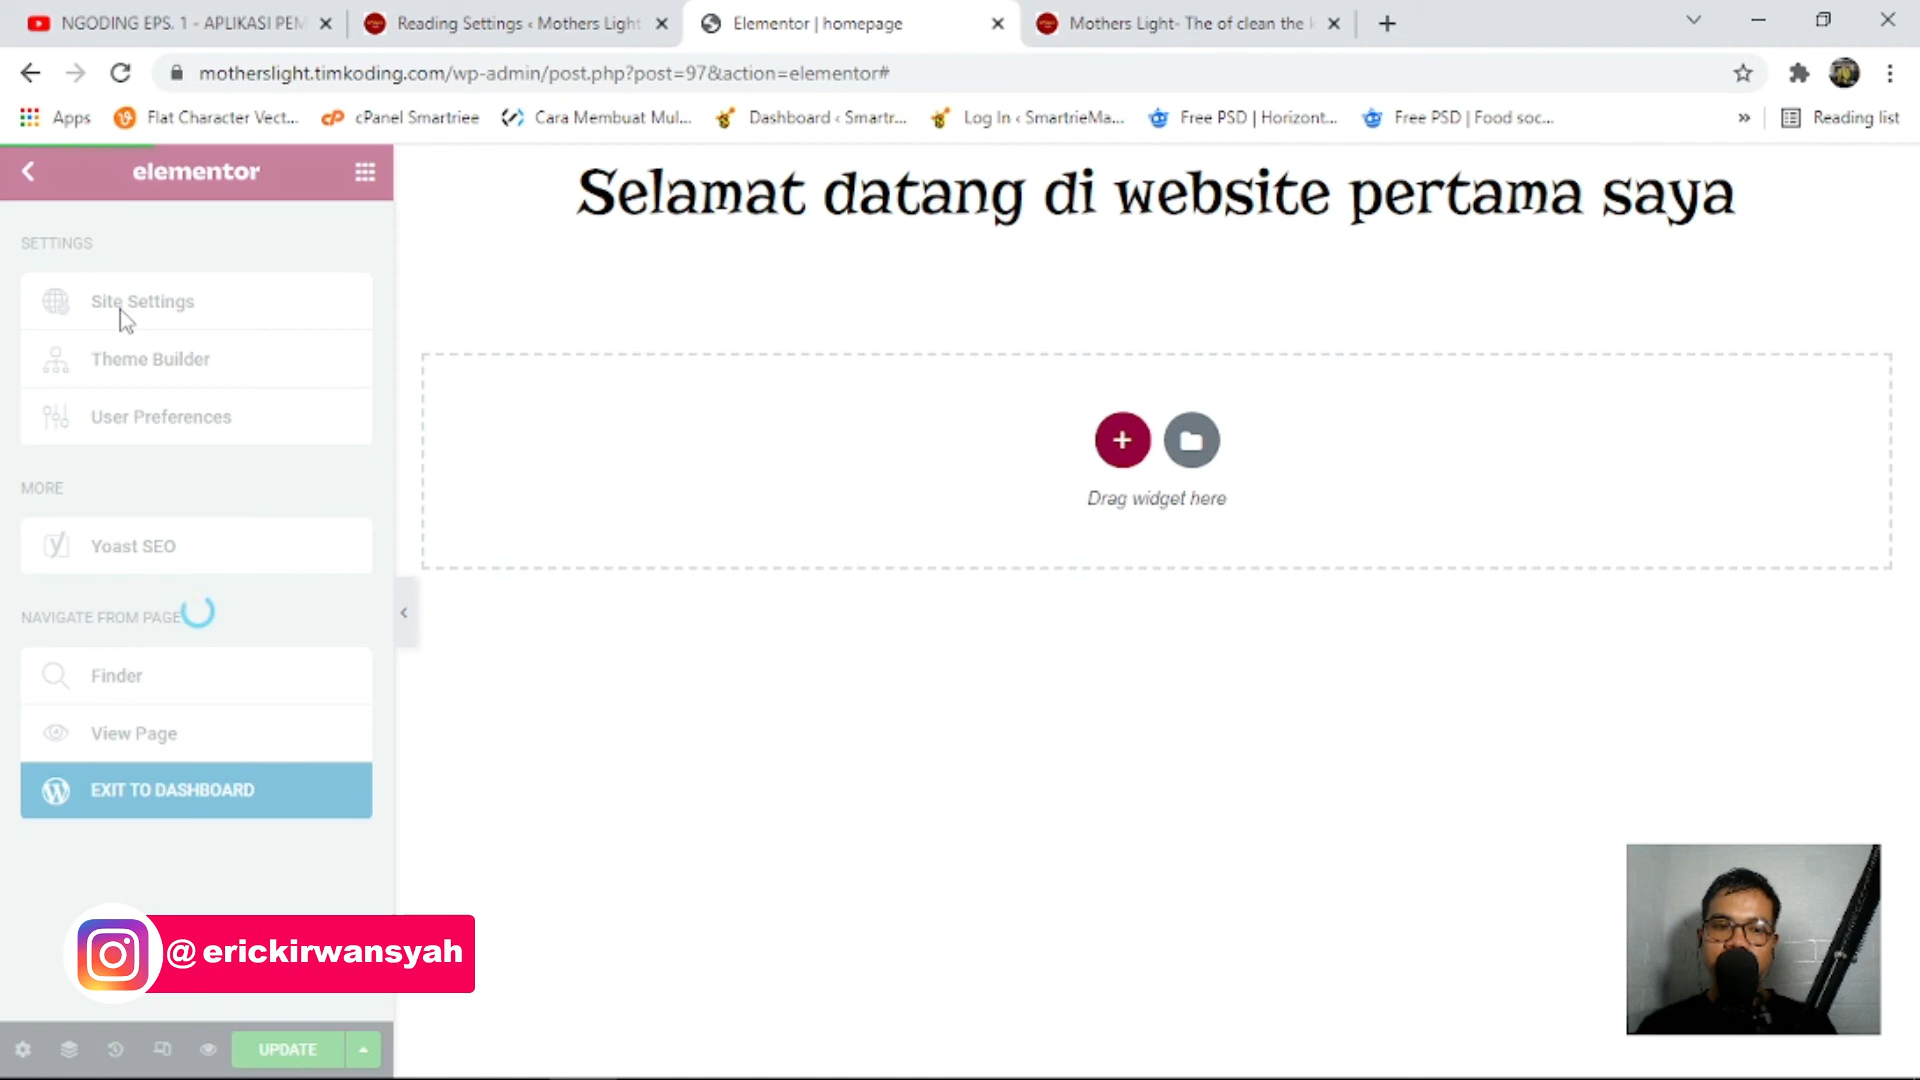 NGODING EPS. 1 - APLIKASI PEM
Reading Settings ‹ Mothers Light
Elementor | homepage
Mothers Light- The of clean the
motherslight.timkoding.com/wp-admin/post.php?post=97&action=elementor#
Apps
Flat Character Vect...
cPanel Smartriee
Cara Membuat Mul...
Dashboard ‹ Smartr...
Log In ‹ SmartrieMa...
Free PSD | Horizont...
Free PSD | Food soc...
»
Reading list
elementor
Selamat datang di website pertama saya
SETTINGS
Site Settings
Theme Builder
User Preferences
Drag widget here
MORE
Yoast SEO
NAVIGATE FROM PAGE
Finder
View Page
EXIT TO DASHBOARD
@erickirwansyah
UPDATE